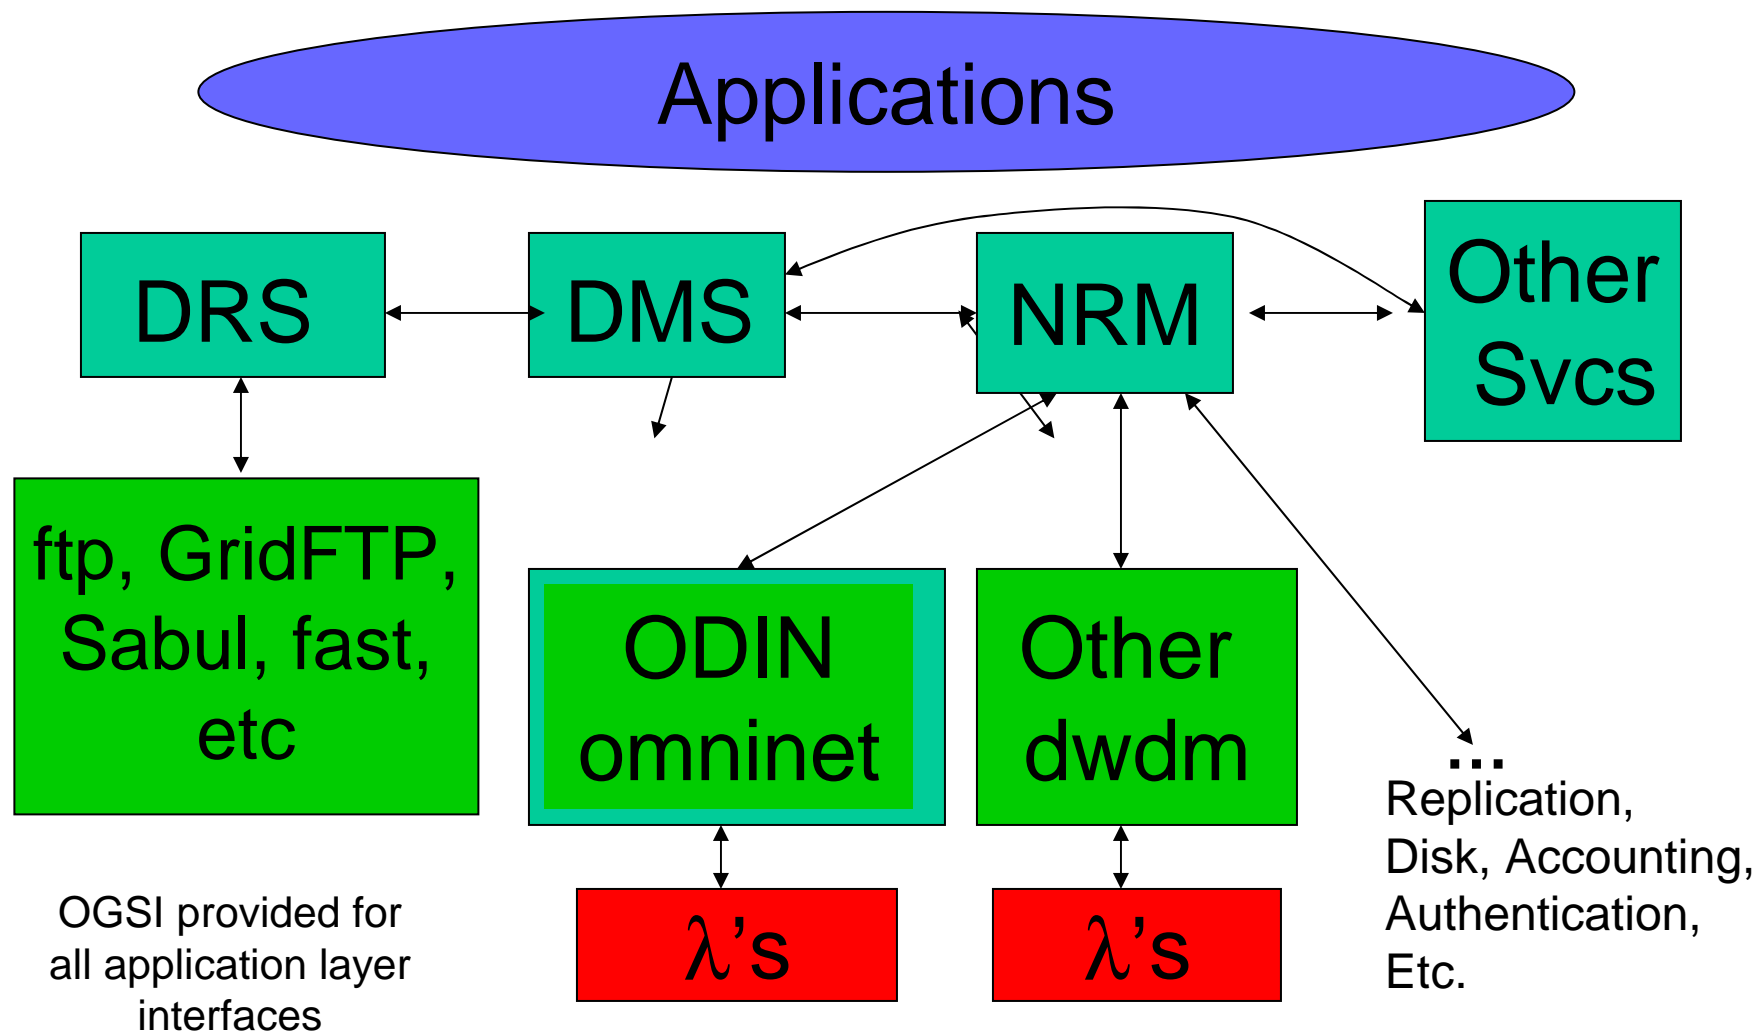 Applications
DRS
DMS
NRM
Other
Svcs
ftp, GridFTP,
Sabul, fast,
etc
ODIN
omninet
Other
dwdm
...
Replication,
Disk, Accounting,
Authentication,
Etc.
OGSI provided for
all application layer
interfaces
λ’s
λ’s